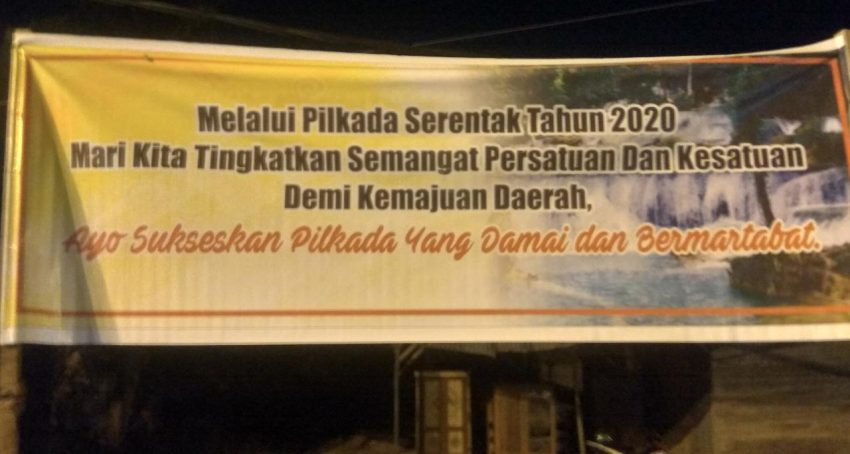 Melalui Pilkada Serentak Tahun 2020
Mari Kita Tingkatkan Semangat Persatuan Dan Kesatuan
Demi Kemajuan Daerah,
Ayo Sukseskan Pilkada Yang Damai dan Bermartabat.